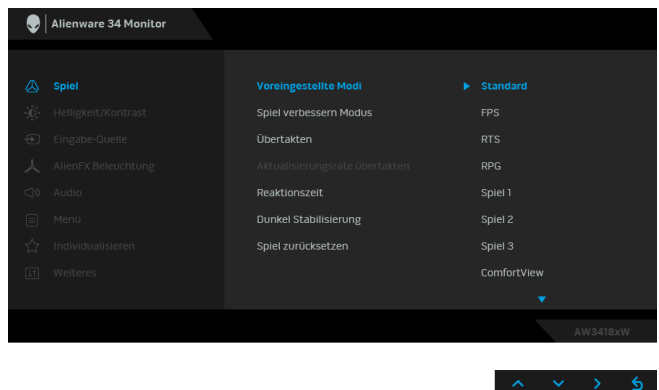 Alienware 34 Monitor
Spiel
Voreingestellte Modi
Standard
Helligkeit/Kontrast
Spiel verbessern Modus
FPS
Eingabe-Quelle
Übertakten
RTS
AlienFX Beleuchtung
Aktualisierungsrate übertakten
RPG
Audio
Reaktionszeit
Spiel 1
Menü
Dunkel Stabilisierung
Spiel 2
Individualisieren
Spiel zurücksetzen
Spiel 3
Weiteres
ComfortView
AW3418xW